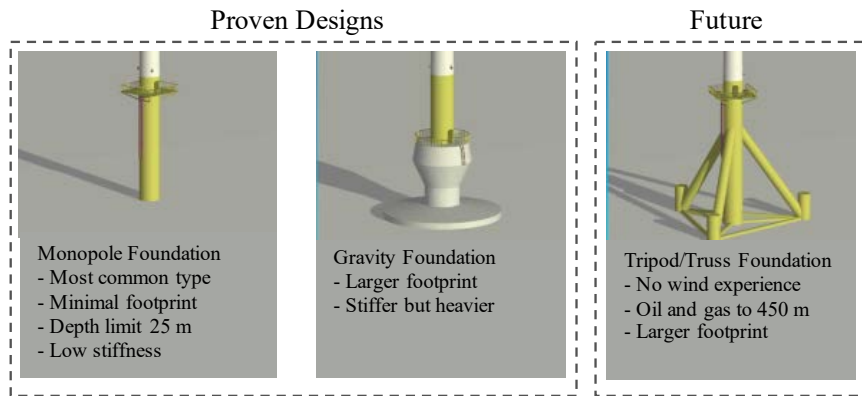 Proven Designs
Future
Monopole Foundation
- Most common type
- Minimal footprint
- Depth limit 25 m
- Low stiffness
Gravity Foundation
- Larger footprint
- Stiffer but heavier
Tripod/Truss Foundation
- No wind experience
- Oil and gas to 450 m
- Larger footprint